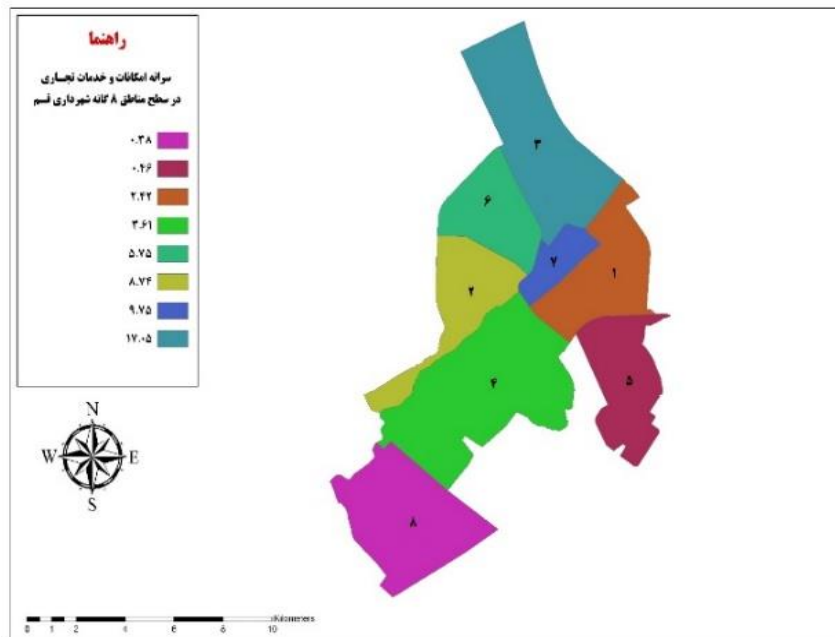 راهنما
سرانه امکانات و خدمات تجاری
در سطح مناطق ۸ گانه شهرداری قم
۰.۳۸
۰.۴۶
۲.۴۲
۳.۶۱
۵.۷۵
۸.۷۴
۹.۷۵
۱۷.۰۵
۳
۶
۷
۱
۲
۴
۵
۸
N
W E
S
Kilometers
0 1 2 4 6 8 10